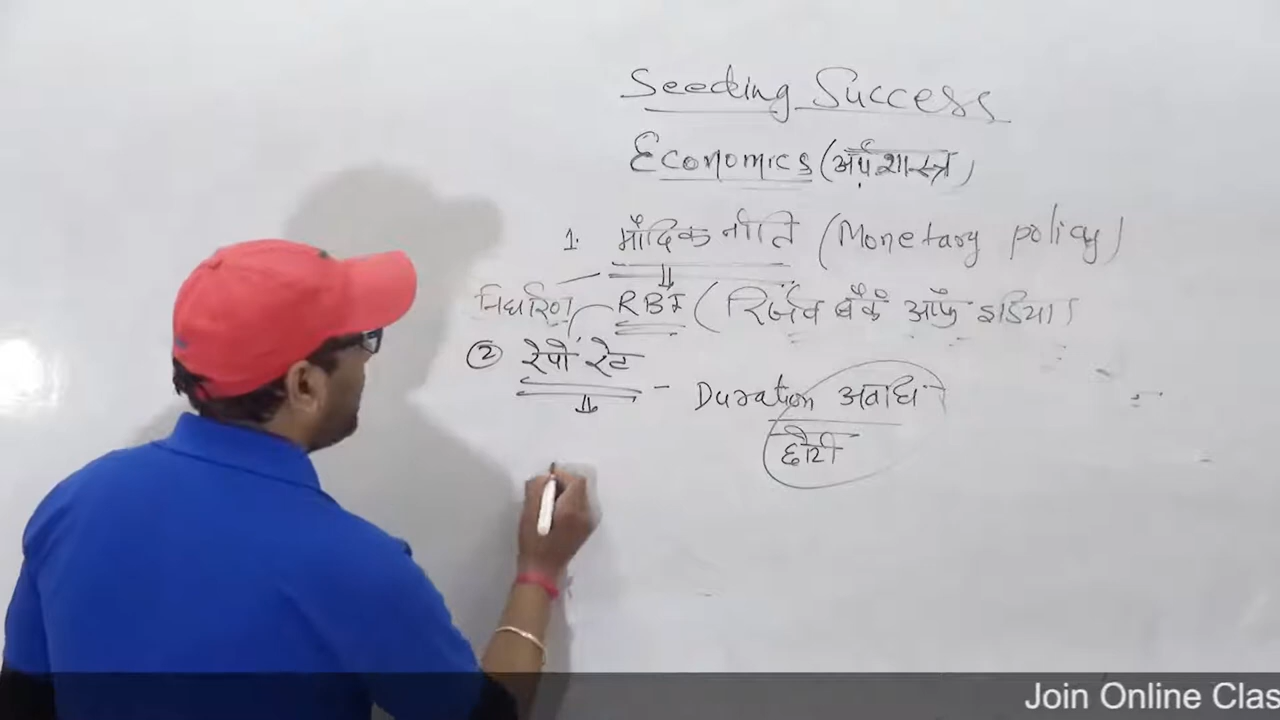 Seeding Success
Economics (अर्थशास्त्र)
1. मौद्रिक नीति (Monetary policy)
निर्धारण RBI (रिजर्व बैंक ऑफ इंडिया)
② रेपो रेट - Duration अवधि
छोटी
Join Online Clas